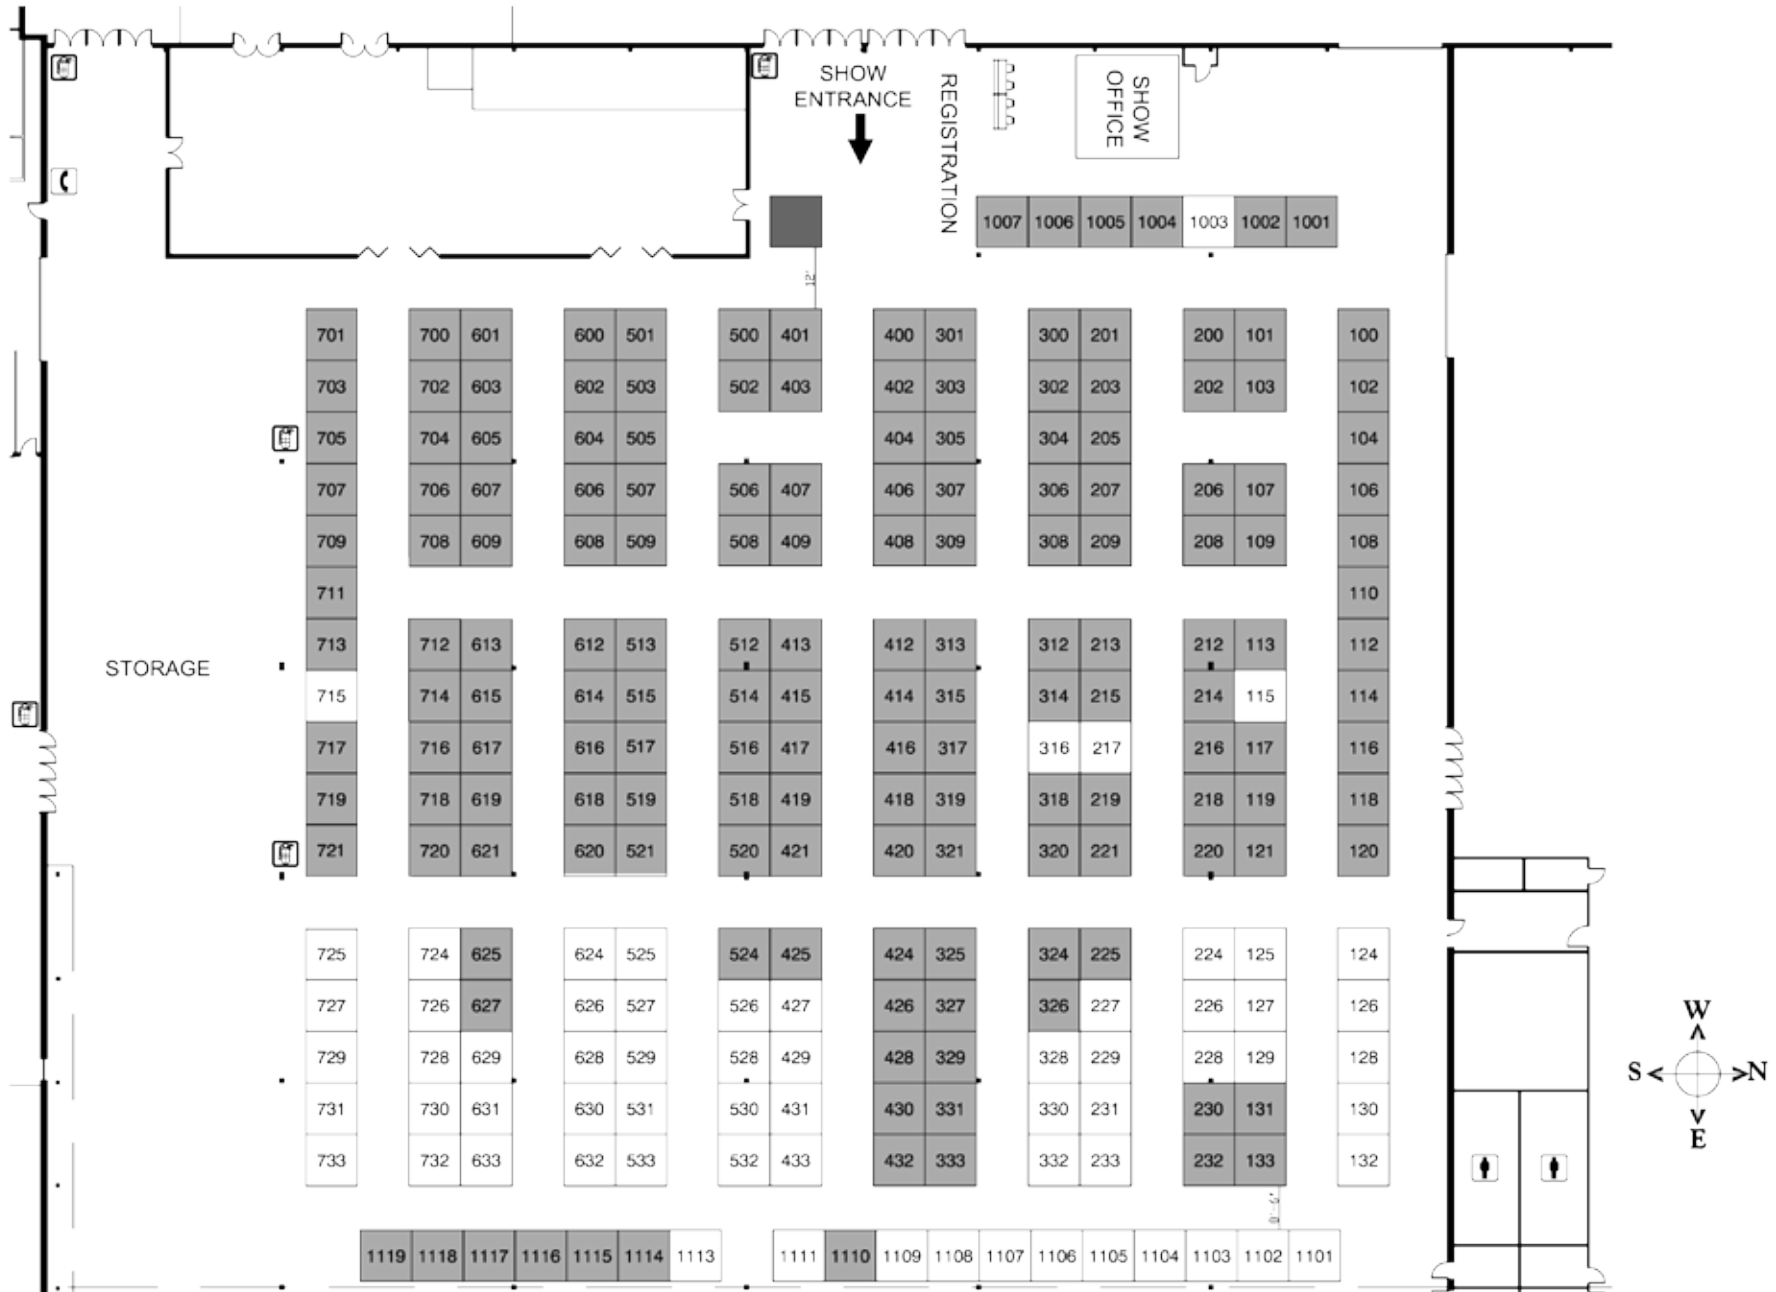 SHOW
ENTRANCE
REGISTRATION
SHOW
OFFICE
1007 1006 1005 1004 1003 1002 1001
12'
701 700 601 600 501 500 401 400 301 300 201 200 101 100
703 702 603 602 503 502 403 402 303 302 203 202 103 102
705 704 605 604 505 404 305 304 205 104
707 706 607 606 507 506 407 406 307 306 207 206 107 106
709 708 609 608 509 508 409 408 309 308 209 208 109 108
711 110
713 712 613 612 513 512 413 412 313 312 213 212 113 112
STORAGE
715 714 615 614 515 514 415 414 315 314 215 214 115 114
717 716 617 616 517 516 417 416 317 316 217 216 117 116
719 718 619 618 519 518 419 418 319 318 219 218 119 118
721 720 621 620 521 520 421 420 321 320 221 220 121 120
725 724 625 624 525 524 425 424 325 324 225 224 125 124
727 726 627 626 527 526 427 426 327 326 227 226 127 126
729 728 629 628 529 528 429 428 329 328 229 228 129 128
731 730 631 630 531 530 431 430 331 330 231 230 131 130
733 732 633 632 533 532 433 432 333 332 233 232 133 132
W
S N
E
1119 1118 1117 1116 1115 1114 1113 1111 1110 1109 1108 1107 1106 1105 1104 1103 1102 1101